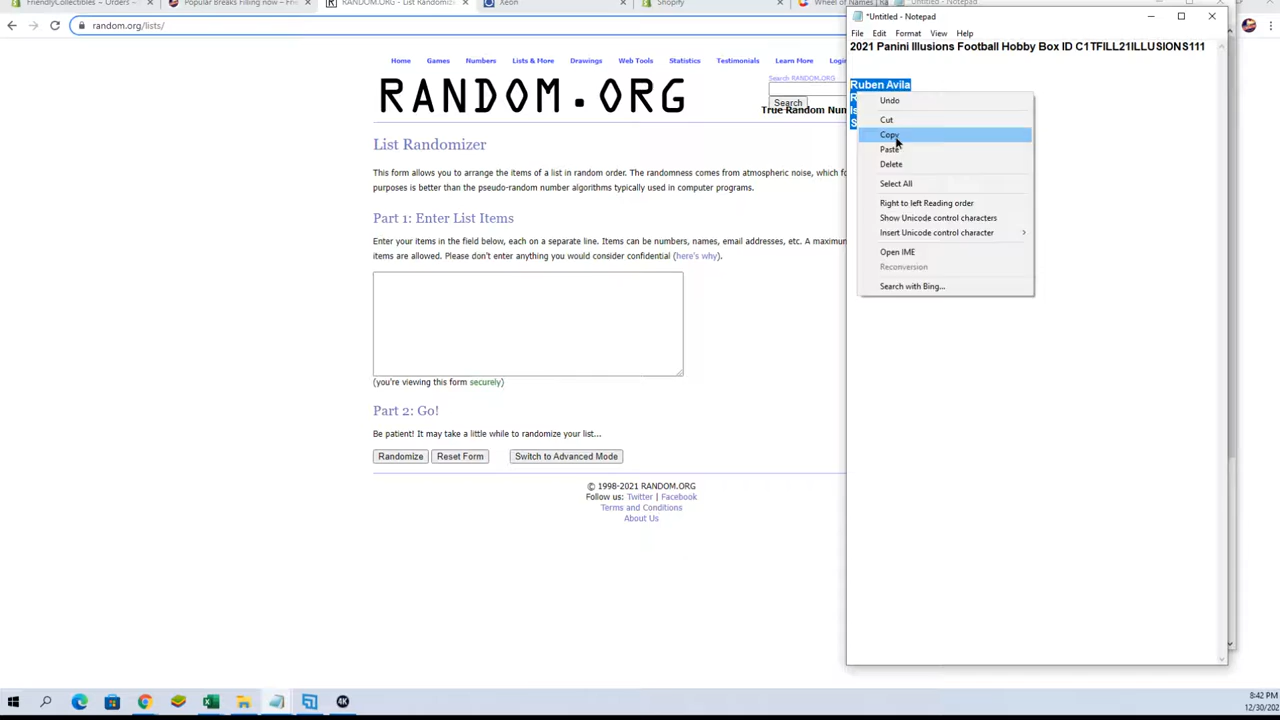 FriendlyCollectibles – Orders
Popular Breaks Filling now – Fri
RANDOM.ORG - List Randomizer
Xeon
Shopify
Wheel of Names | Ra
Untitled - Notepad
random.org/lists/
*Untitled - Notepad
File Edit Format View Help
2021 Panini Illusions Football Hobby Box ID C1TFILL21ILLUSIONS111
Ruben Avila
R
S
Undo
Cut
Copy
Paste
Delete
Select All
Right to left Reading order
Show Unicode control characters
Insert Unicode control character
Open IME
Reconversion
Search with Bing...
Home Games Numbers Lists & More Drawings Web Tools Statistics Testimonials Learn More Login
RANDOM.ORG
Search RANDOM.ORG
Search
True Random Num
List Randomizer
This form allows you to arrange the items of a list in random order. The randomness comes from atmospheric noise, which fo
purposes is better than the pseudo-random number algorithms typically used in computer programs.
Part 1: Enter List Items
Enter your items in the field below, each on a separate line. Items can be numbers, names, email addresses, etc. A maximum
items are allowed. Please don't enter anything you would consider confidential (here's why).
(you're viewing this form securely)
Part 2: Go!
Be patient! It may take a little while to randomize your list...
Randomize Reset Form Switch to Advanced Mode
© 1998-2021 RANDOM.ORG
Follow us: Twitter | Facebook
Terms and Conditions
About Us
4K
8:42 PM
12/30/202